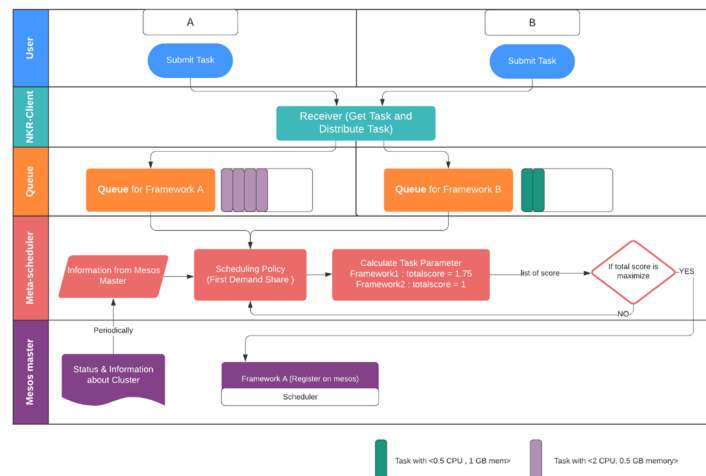 A
B
User
Submit Task
Submit Task
NKR-Client
Receiver (Get Task and
Distribute Task)
Queue
Queue for Framework A
Queue for Framework B
Meta-scheduler
Information from Mesos
Master
Scheduling Policy
(First Demand Share )
Calculate Task Parameter
Framework1 : totalscore = 1.75
Framework2 : totalscore = 1
list of score
If total score is
maximize
YES
NO
Mesos master
Periodically
Status & Information
about Cluster
Framework A (Register on mesos)
Scheduler
Task with <0.5 CPU , 1 GB mem>
Task with <2 CPU, 0.5 GB memory>